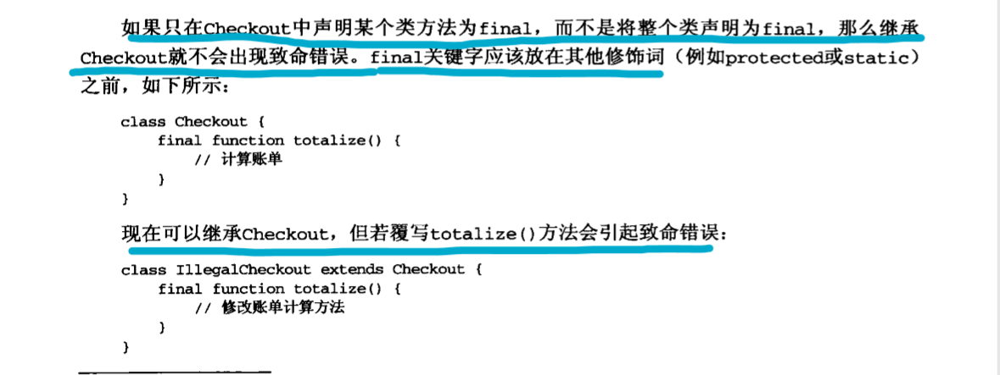 如果只在Checkout中声明某个类方法为final，而不是将整个类声明为final，那么继承
Checkout就不会出现致命错误。final关键字应该放在其他修饰词（例如protected或static）
之前，如下所示：
class Checkout {
final function totalize() {
// 计算账单
}
}
现在可以继承Checkout，但若覆写totalize()方法会引起致命错误：
class IllegalCheckout extends Checkout {
final function totalize() {
// 修改账单计算方法
}
}